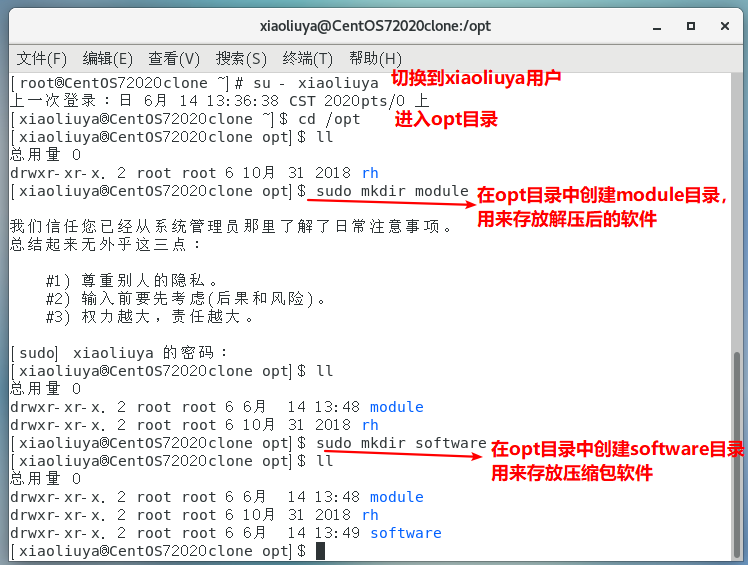 xiaoliuya@CentOS72020clone:/opt
文件(F) 编辑(E) 查看(V) 搜索(S) 终端(T) 帮助(H)
[root@CentOS72020clone ~]# su - xiaoliuya 切换到xiaoliuya用户
上一次登录：日 6月 14 13:36:38 CST 2020pts/0 上
[xiaoliuya@CentOS72020clone ~]$ cd /opt 进入opt目录
[xiaoliuya@CentOS72020clone opt]$ ll
总用量 0
drwxr-xr-x. 2 root root 6 10月 31 2018 rh
[xiaoliuya@CentOS72020clone opt]$ sudo mkdir module 在opt目录中创建module目录，
用来存放解压后的软件
我们信任您已经从系统管理员那里了解了日常注意事项。
总结起来无外乎这三点：
#1) 尊重别人的隐私。
#2) 输入前要先考虑(后果和风险)。
#3) 权力越大，责任越大。
[sudo] xiaoliuya 的密码：
[xiaoliuya@CentOS72020clone opt]$ ll
总用量 0
drwxr-xr-x. 2 root root 6 6月 14 13:48 module
drwxr-xr-x. 2 root root 6 10月 31 2018 rh
[xiaoliuya@CentOS72020clone opt]$ sudo mkdir software 在opt目录中创建software目录
[xiaoliuya@CentOS72020clone opt]$ ll 用来存放压缩包软件
总用量 0
drwxr-xr-x. 2 root root 6 6月 14 13:48 module
drwxr-xr-x. 2 root root 6 10月 31 2018 rh
drwxr-xr-x. 2 root root 6 6月 14 13:49 software
[xiaoliuya@CentOS72020clone opt]$